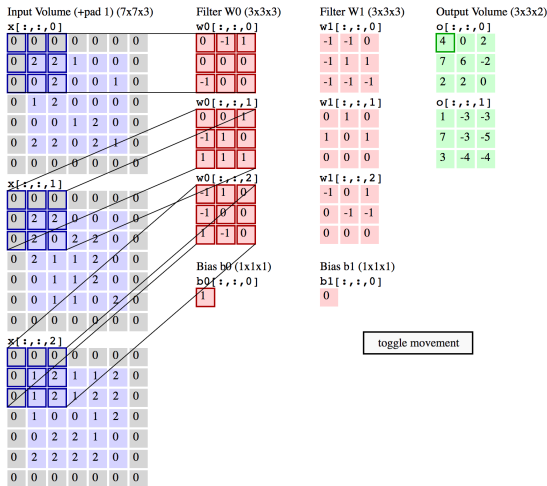 Input Volume (+pad 1) (7x7x3)
x[:,:,0]
0 0 0 0 0 0 0
0 2 2 1 0 0 0
0 0 2 0 0 1 0
0 1 2 0 0 0 0
0 0 0 1 2 0 0
0 2 2 0 2 1 0
0 0 0 0 0 0 0
x[:,:,1]
0 0 0 0 0 0 0
0 2 2 0 0 0 0
0 2 0 2 2 0 0
0 2 1 1 2 0 0
0 0 1 1 2 0 0
0 0 1 1 0 2 0
0 0 0 0 0 0 0
x[:,:,2]
0 0 0 0 0 0 0
0 1 2 1 1 2 0
0 1 2 1 2 2 0
0 1 0 0 1 2 0
0 0 2 2 1 0 0
0 2 2 2 2 0 0
0 0 0 0 0 0 0
Filter W0 (3x3x3)
w0[:,:,0]
0 -1 1
0 0 0
-1 0 0
w0[:,:,1]
0 0 1
-1 1 0
1 1 1
w0[:,:,2]
-1 1 0
-1 0 0
1 -1 0
Bias b0 (1x1x1)
b0[:,:,0]
1
Filter W1 (3x3x3)
w1[:,:,0]
-1 -1 0
-1 1 1
-1 -1 -1
w1[:,:,1]
0 1 0
1 0 1
0 0 0
w1[:,:,2]
-1 0 1
0 -1 -1
0 0 0
Bias b1 (1x1x1)
b1[:,:,0]
0
Output Volume (3x3x2)
o[:,:,0]
4 0 2
7 6 -2
2 2 0
o[:,:,1]
1 -3 -3
7 -3 -5
3 -4 -4
toggle movement